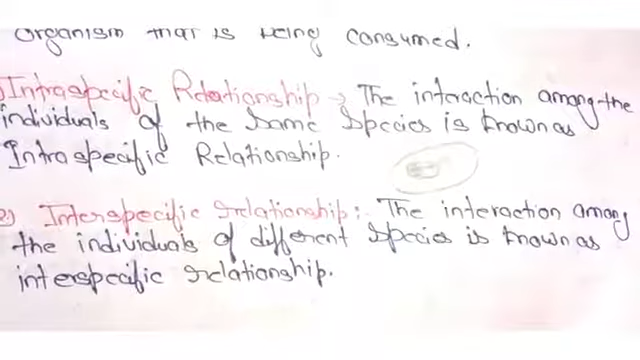 organism that is being consumed.
Intraspecific Relationship :- The interaction among the
individuals of the same species is known as
Intraspecific Relationship.
2) Interspecific relationship :- The interaction among
the individuals of different species is known as
interspecific relationship.